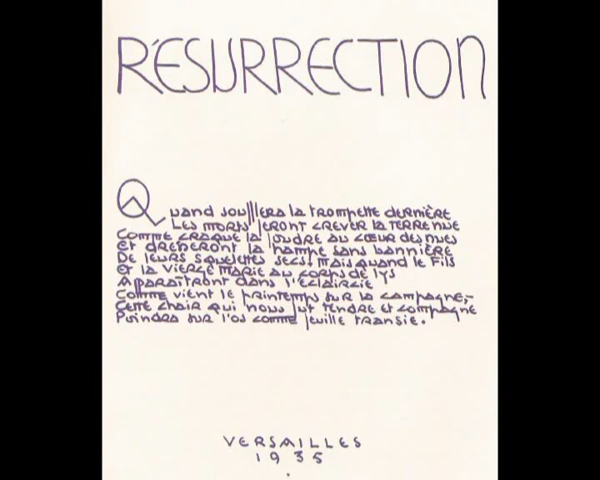 RÉSURRECTION
Quand soufflera la trompette dernière
Les morts feront crever la terre nue
Comme craque la foudre au cœur des nues
Et dresseront la hampe sans bannière
De leurs squelettes secs! Mais quand le Fils
Et la Vierge Marie au corps de lys
Apparaîtront dans l'éclaircie
Comme vient le printemps sur la campagne,-
Cette chair qui nous fut tendre et compagne
Poindra sur l'os comme feuille transie.
VERSAILLES
1935